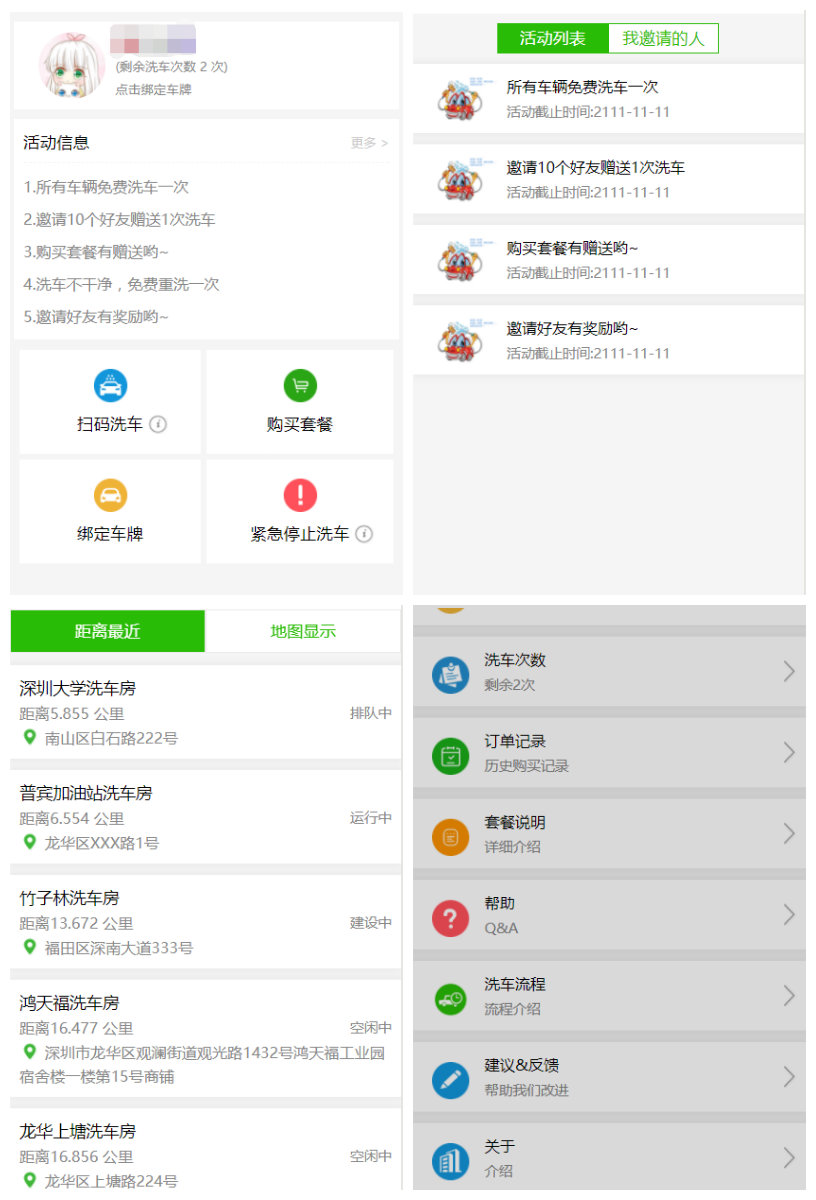 (剩余洗车次数 2 次)
点击绑定车牌
活动信息
更多 >
1.所有车辆免费洗车一次
2.邀请10个好友赠送1次洗车
3.购买套餐有赠送哟~
4.洗车不干净，免费重洗一次
5.邀请好友有奖励哟~
扫码洗车
购买套餐
绑定车牌
紧急停止洗车
活动列表
我邀请的人
所有车辆免费洗车一次
活动截止时间:2111-11-11
邀请10个好友赠送1次洗车
活动截止时间:2111-11-11
购买套餐有赠送哟~
活动截止时间:2111-11-11
邀请好友有奖励哟~
活动截止时间:2111-11-11
距离最近
地图显示
深圳大学洗车房
距离5.855 公里
排队中
南山区白石路222号
普宾加油站洗车房
距离6.554 公里
运行中
龙华区XXX路1号
竹子林洗车房
距离13.672 公里
建设中
福田区深南大道333号
鸿天福洗车房
距离16.477 公里
空闲中
深圳市龙华区观澜街道观光路1432号鸿天福工业园
宿舍楼一楼第15号商铺
龙华上塘洗车房
距离16.856 公里
空闲中
龙华区上塘路224号
洗车次数
剩余2次
订单记录
历史购买记录
套餐说明
详细介绍
帮助
Q&A
洗车流程
流程介绍
建议&反馈
帮助我们改进
关于
介绍